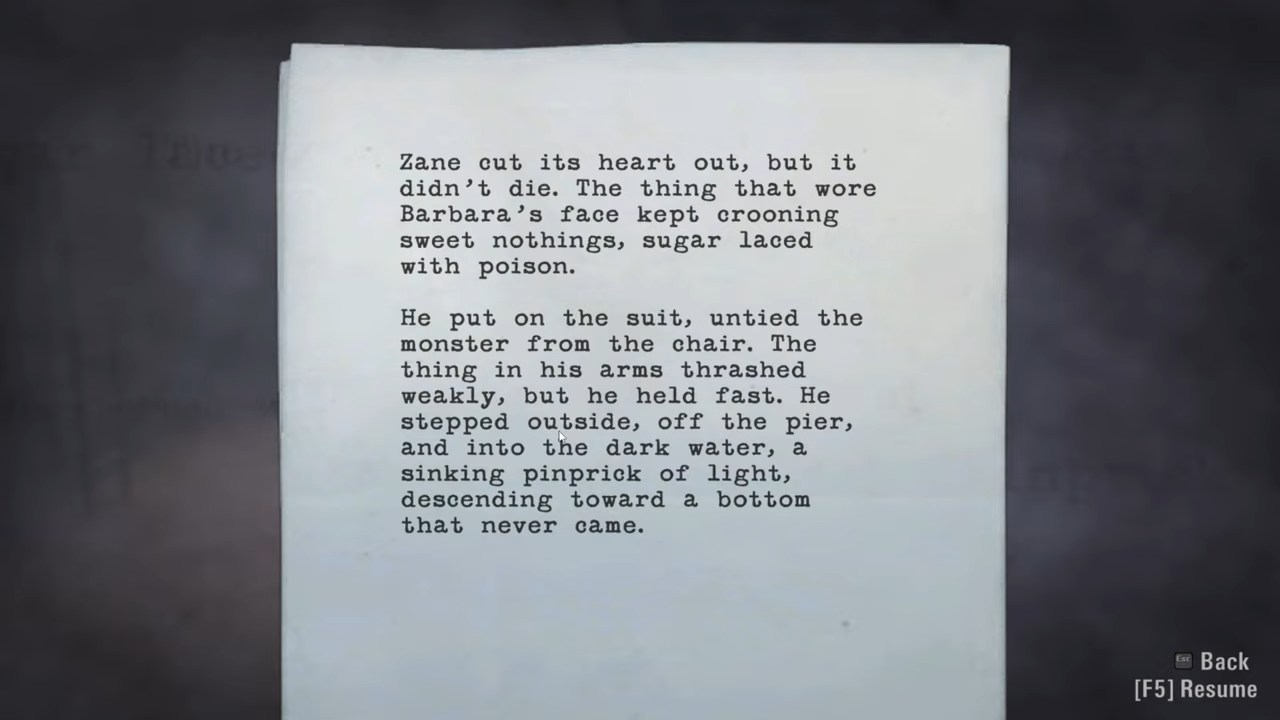 Zane cut its heart out, but it
didn't die. The thing that wore
Barbara's face kept crooning
sweet nothings, sugar laced
with poison.
He put on the suit, untied the
monster from the chair. The
thing in his arms thrashed
weakly, but he held fast. He
stepped outside, off the pier,
and into the dark water, a
sinking pinprick of light,
descending toward a bottom
that never came.
Esc Back
[F5] Resume